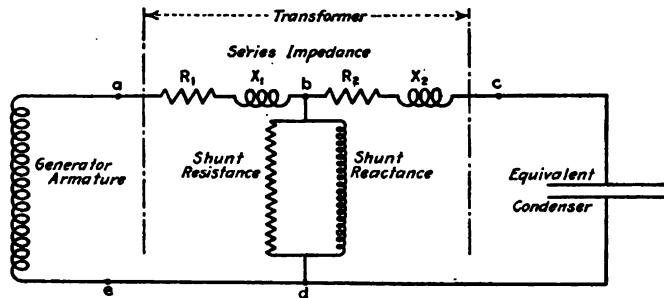 Transformer
Series Impedance
R1 X1 b R2 X2
a c
Generator
Armature
Shunt
Resistance
Shunt
Reactance
Equivalent
Condenser
e d